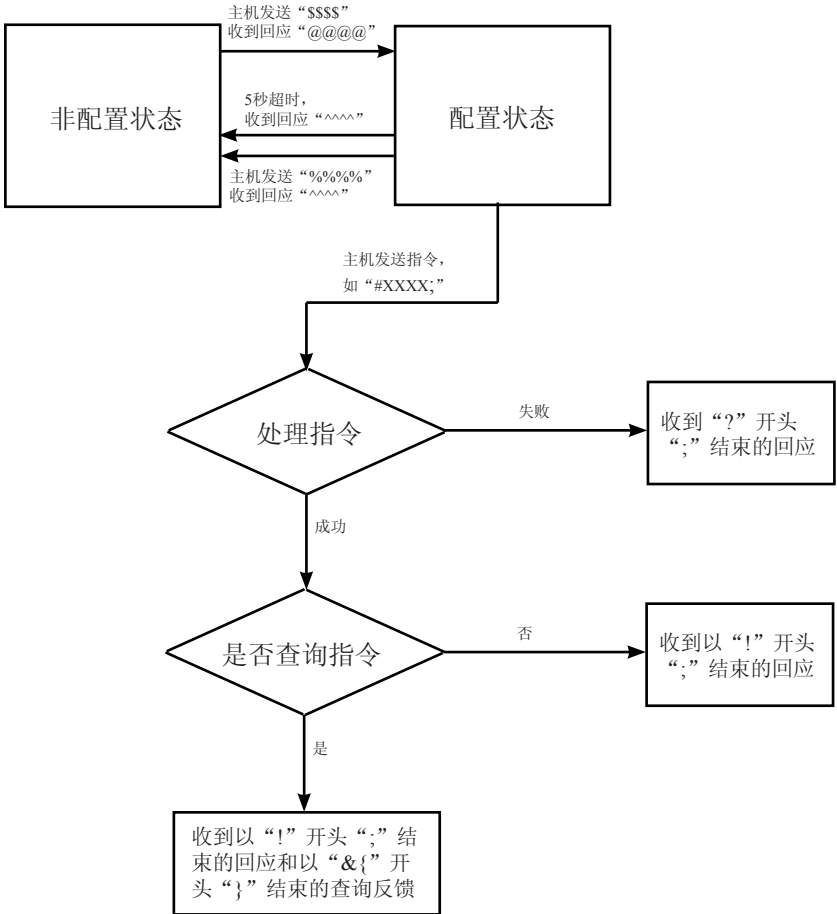 主机发送“$$$$”
收到回应“@@@@”
非配置状态
5秒超时，
收到回应“^^^^”
配置状态
主机发送“%%%%”
收到回应“^^^^”
主机发送指令，
如“#XXXX;”
处理指令
失败
收到“?”开头
“;”结束的回应
成功
是否查询指令
否
收到以“!”开头
“;”结束的回应
是
收到以“!”开头“;”结
束的回应和以“&{”开
头“}”结束的查询反馈